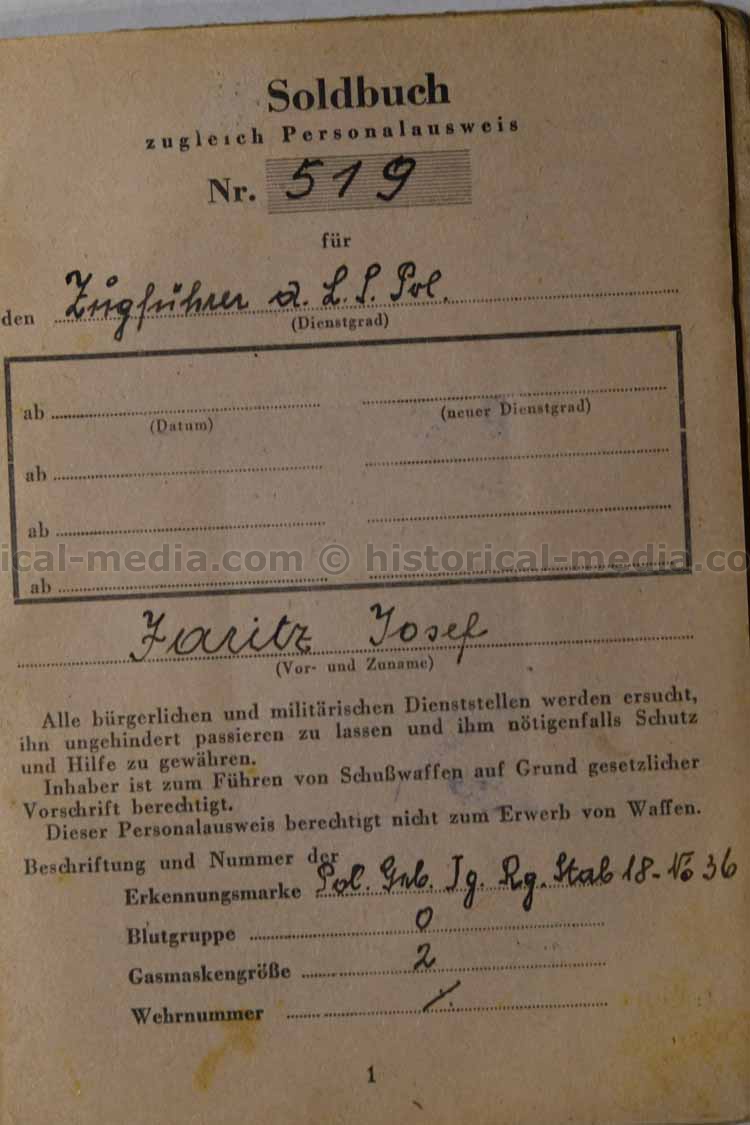 Soldbuch
zugleich Personalausweis
Nr. 519
für
den Zugführer d. L. S. Pol.
(Dienstgrad)
ab
(Datum)
(neuer Dienstgrad)
ab
ab
ical-media.com © historical-media.co
ab
Jaritz Josef
(Vor- und Zuname)
Alle bürgerlichen und militärischen Dienststellen werden ersucht,
ihn ungehindert passieren zu lassen und ihm nötigenfalls Schutz
und Hilfe zu gewähren.
Inhaber ist zum Führen von Schußwaffen auf Grund gesetzlicher
Vorschrift berechtigt.
Dieser Personalausweis berechtigt nicht zum Erwerb von Waffen.
Beschriftung und Nummer der
Erkennungsmarke Pol. Geb. Jg. Rg. Stab 18 - No 36
Blutgruppe 0
Gasmaskengröße 2
Wehrnummer /.
1